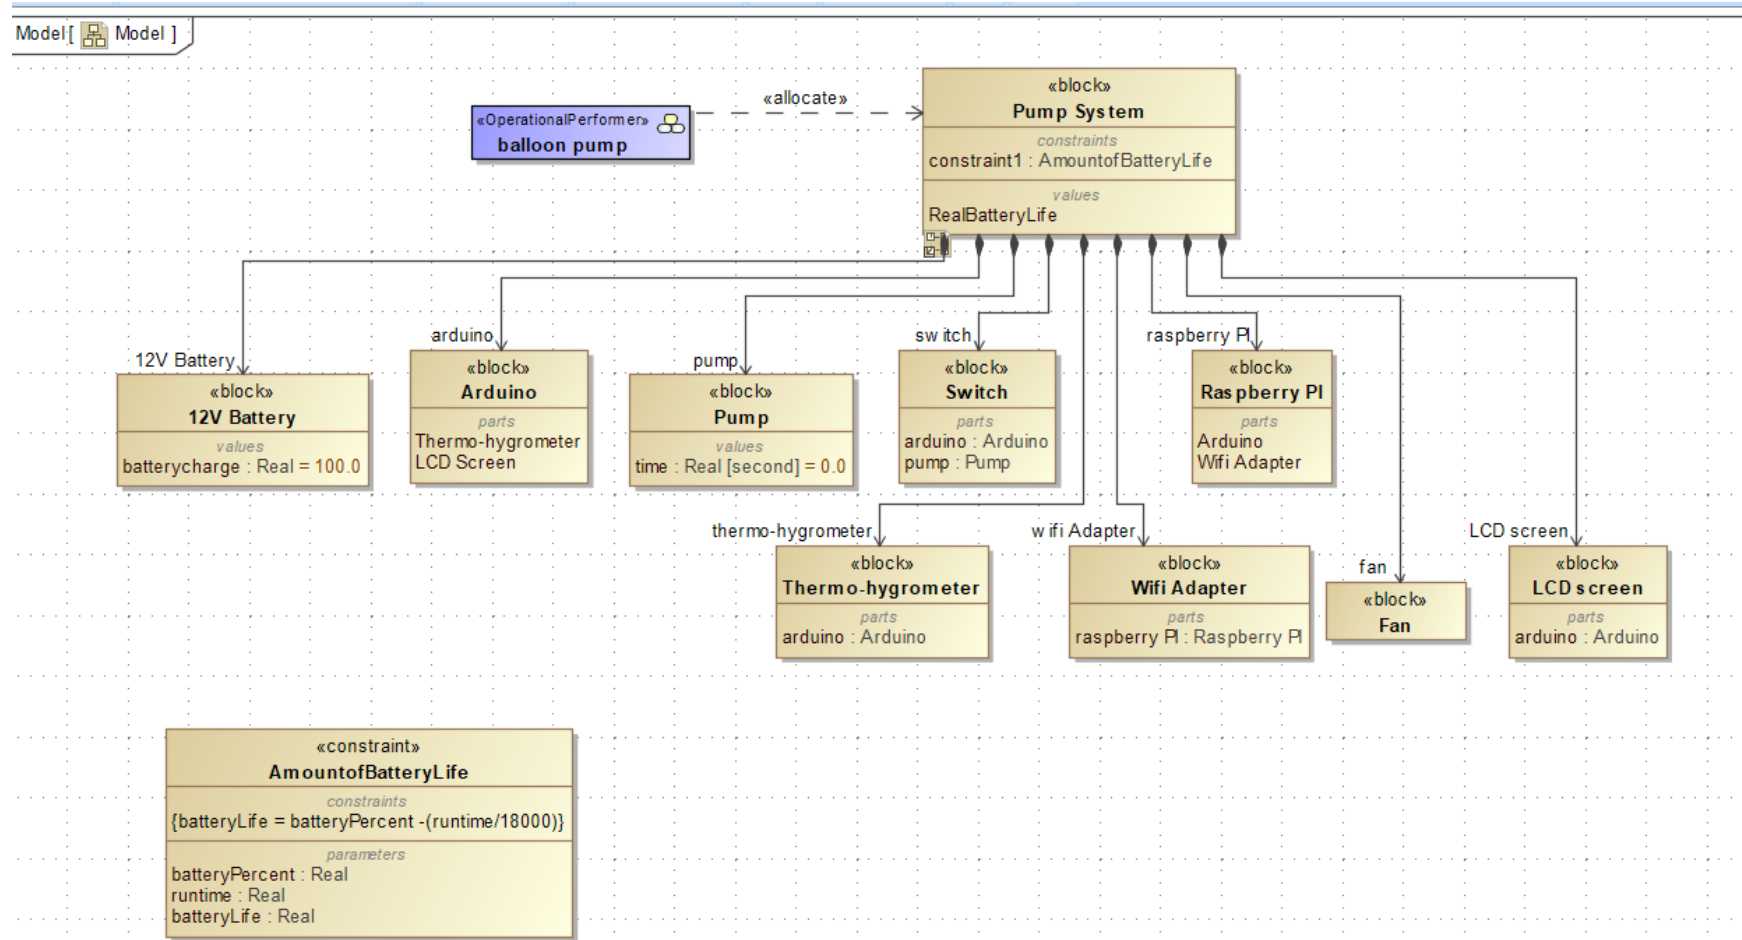 Model [ Model ]
«block»
Pump System
constraints
constraint1 : AmountofBatteryLife
values
RealBatteryLife
«allocate»
«OperationalPerformer»
balloon pump
12V Battery
«block»
12V Battery
values
batterycharge : Real = 100.0
arduino
«block»
Arduino
parts
Thermo-hygrometer
LCD Screen
pump
«block»
Pump
values
time : Real [second] = 0.0
switch
«block»
Switch
parts
arduino : Arduino
pump : Pump
raspberry PI
«block»
Raspberry PI
parts
Arduino
Wifi Adapter
thermo-hygrometer
«block»
Thermo-hygrometer
parts
arduino : Arduino
wifi Adapter
«block»
Wifi Adapter
parts
raspberry PI : Raspberry PI
fan
«block»
Fan
LCD screen
«block»
LCD screen
parts
arduino : Arduino
«constraint»
AmountofBatteryLife
constraints
{batteryLife = batteryPercent -(runtime/18000)}
parameters
batteryPercent : Real
runtime : Real
batteryLife : Real